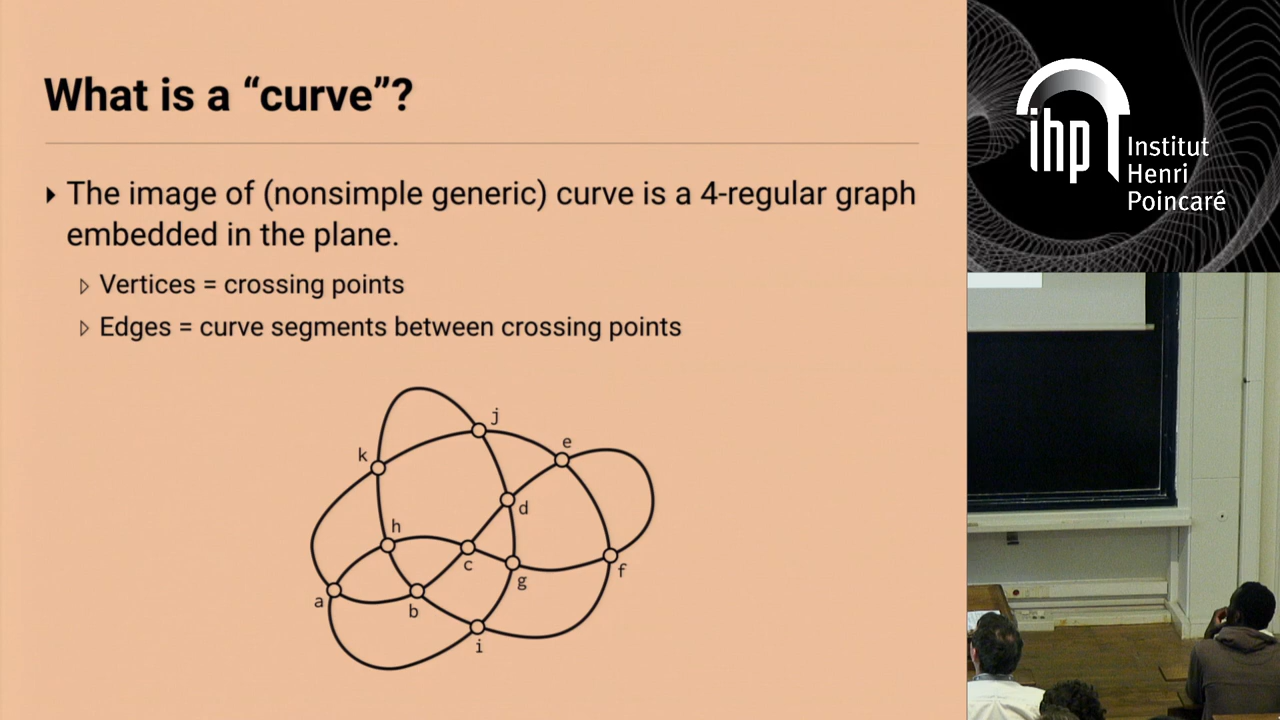 What is a “curve”?
‣ The image of (nonsimple generic) curve is a 4-regular graph
embedded in the plane.
▹ Vertices = crossing points
▹ Edges = curve segments between crossing points
j
e
k
d
h
c
g
f
a
b
i
ihp Institut
Henri
Poincaré